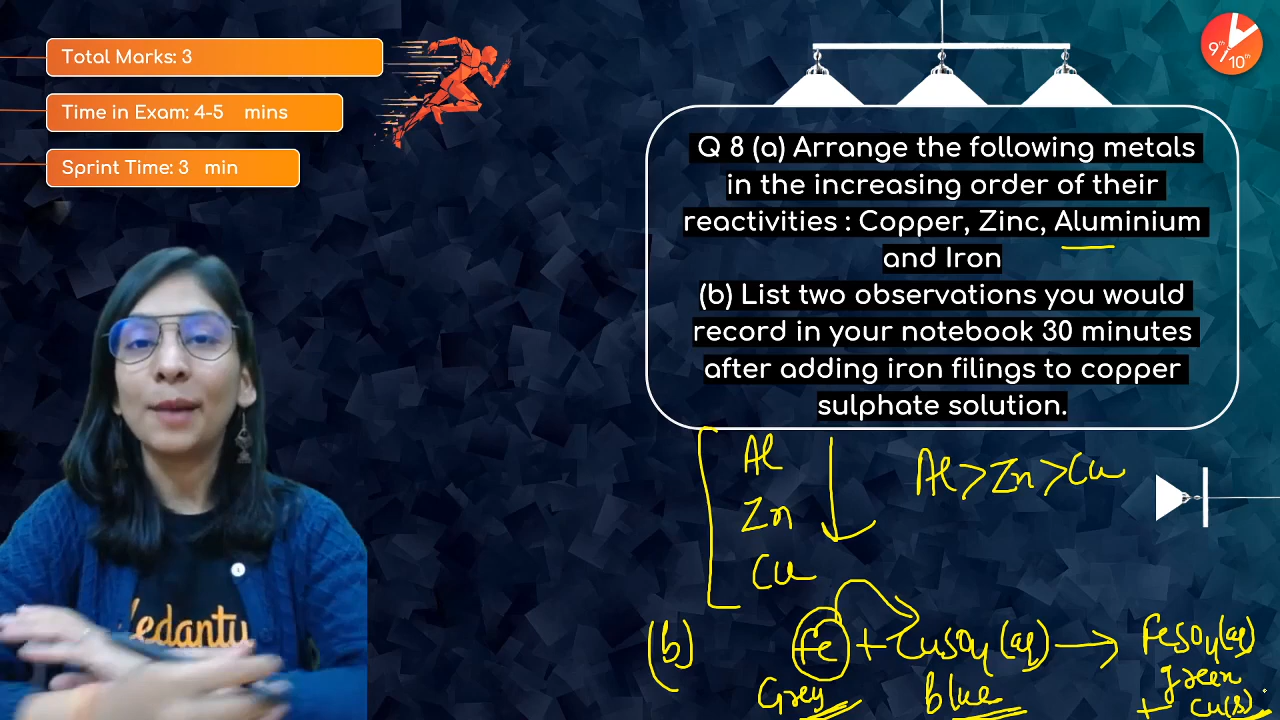 Total Marks: 3
Time in Exam: 4-5 mins
Sprint Time: 3 min
9th
10th
Q 8 (a) Arrange the following metals
in the increasing order of their
reactivities : Copper, Zinc, Aluminium
and Iron
(b) List two observations you would
record in your notebook 30 minutes
after adding iron filings to copper
sulphate solution.
Al
Zn
Cu
Al > Zn > Cu
(b) Fe + CuSO4 (aq) → FeSO4 (aq)
Grey blue green
+ Cu(s)
Vedantu